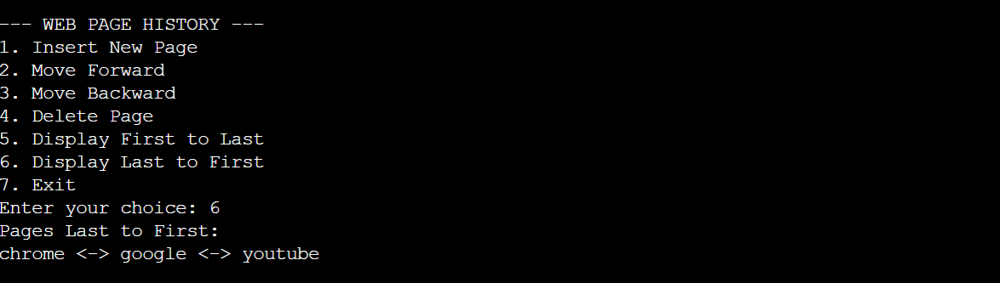 --- WEB PAGE HISTORY ---
1. Insert New Page
2. Move Forward
3. Move Backward
4. Delete Page
5. Display First to Last
6. Display Last to First
7. Exit
Enter your choice: 6
Pages Last to First:
chrome <-> google <-> youtube